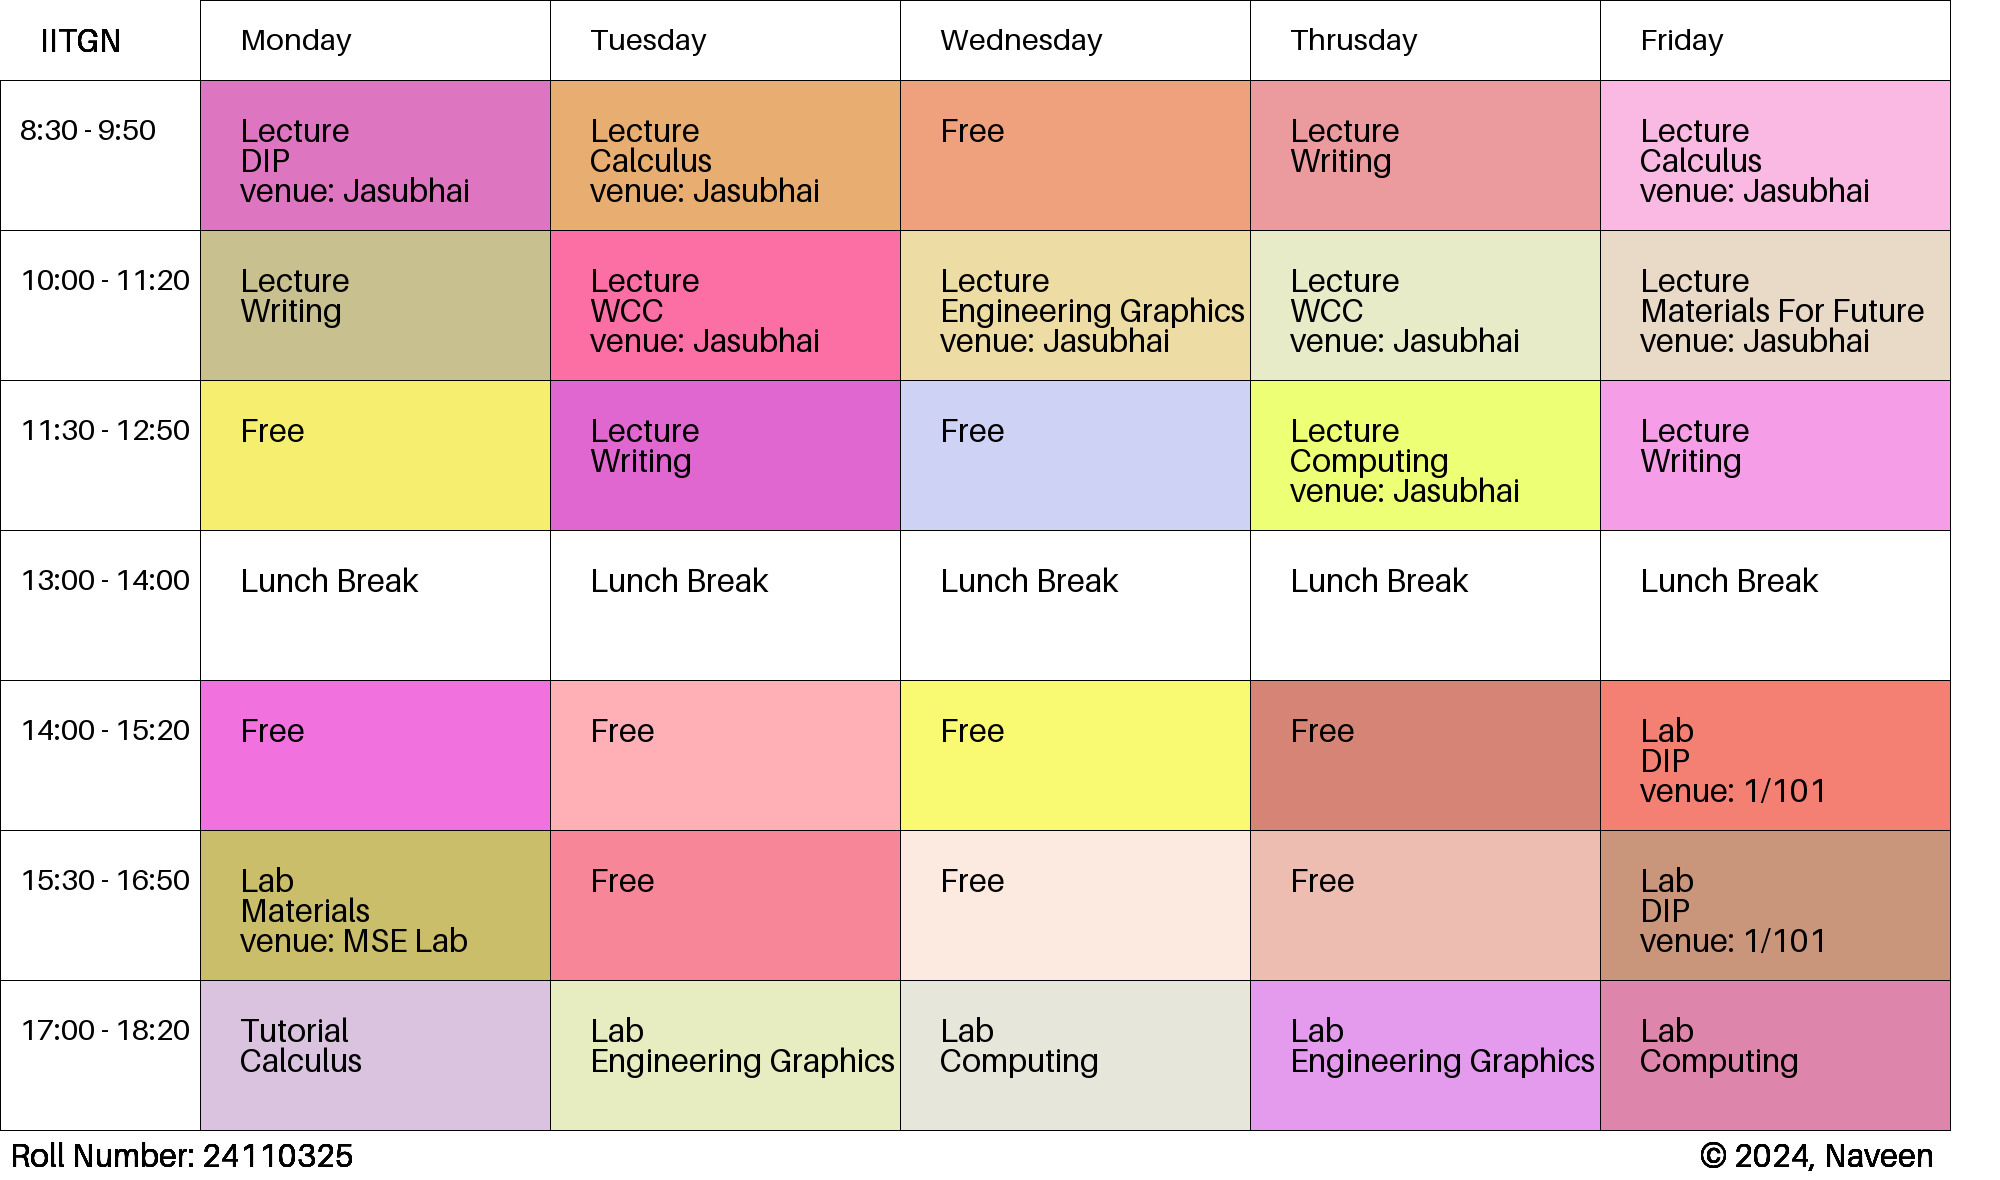 IITGN Monday Tuesday Wednesday Thrusday Friday
8:30 - 9:50
Lecture
DIP
venue: Jasubhai
Lecture
Calculus
venue: Jasubhai
Free
Lecture
Writing
Lecture
Calculus
venue: Jasubhai
10:00 - 11:20
Lecture
Writing
Lecture
WCC
venue: Jasubhai
Lecture
Engineering Graphics
venue: Jasubhai
Lecture
WCC
venue: Jasubhai
Lecture
Materials For Future
venue: Jasubhai
11:30 - 12:50
Free
Lecture
Writing
Free
Lecture
Computing
venue: Jasubhai
Lecture
Writing
13:00 - 14:00
Lunch Break
Lunch Break
Lunch Break
Lunch Break
Lunch Break
14:00 - 15:20
Free
Free
Free
Free
Lab
DIP
venue: 1/101
15:30 - 16:50
Lab
Materials
venue: MSE Lab
Free
Free
Free
Lab
DIP
venue: 1/101
17:00 - 18:20
Tutorial
Calculus
Lab
Engineering Graphics
Lab
Computing
Lab
Engineering Graphics
Lab
Computing
Roll Number: 24110325
© 2024, Naveen